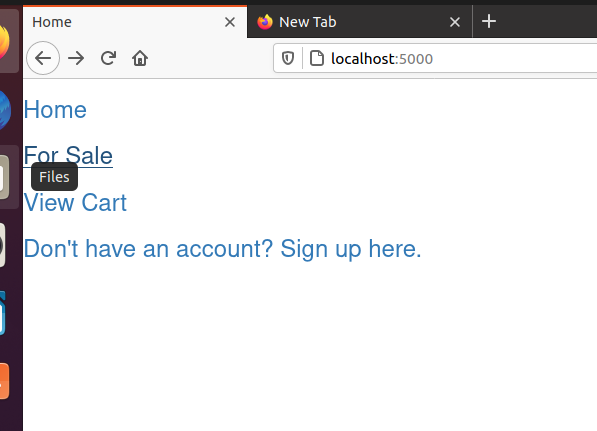 Home
New Tab
localhost:5000
Home
For Sale
Files
View Cart
Don't have an account? Sign up here.